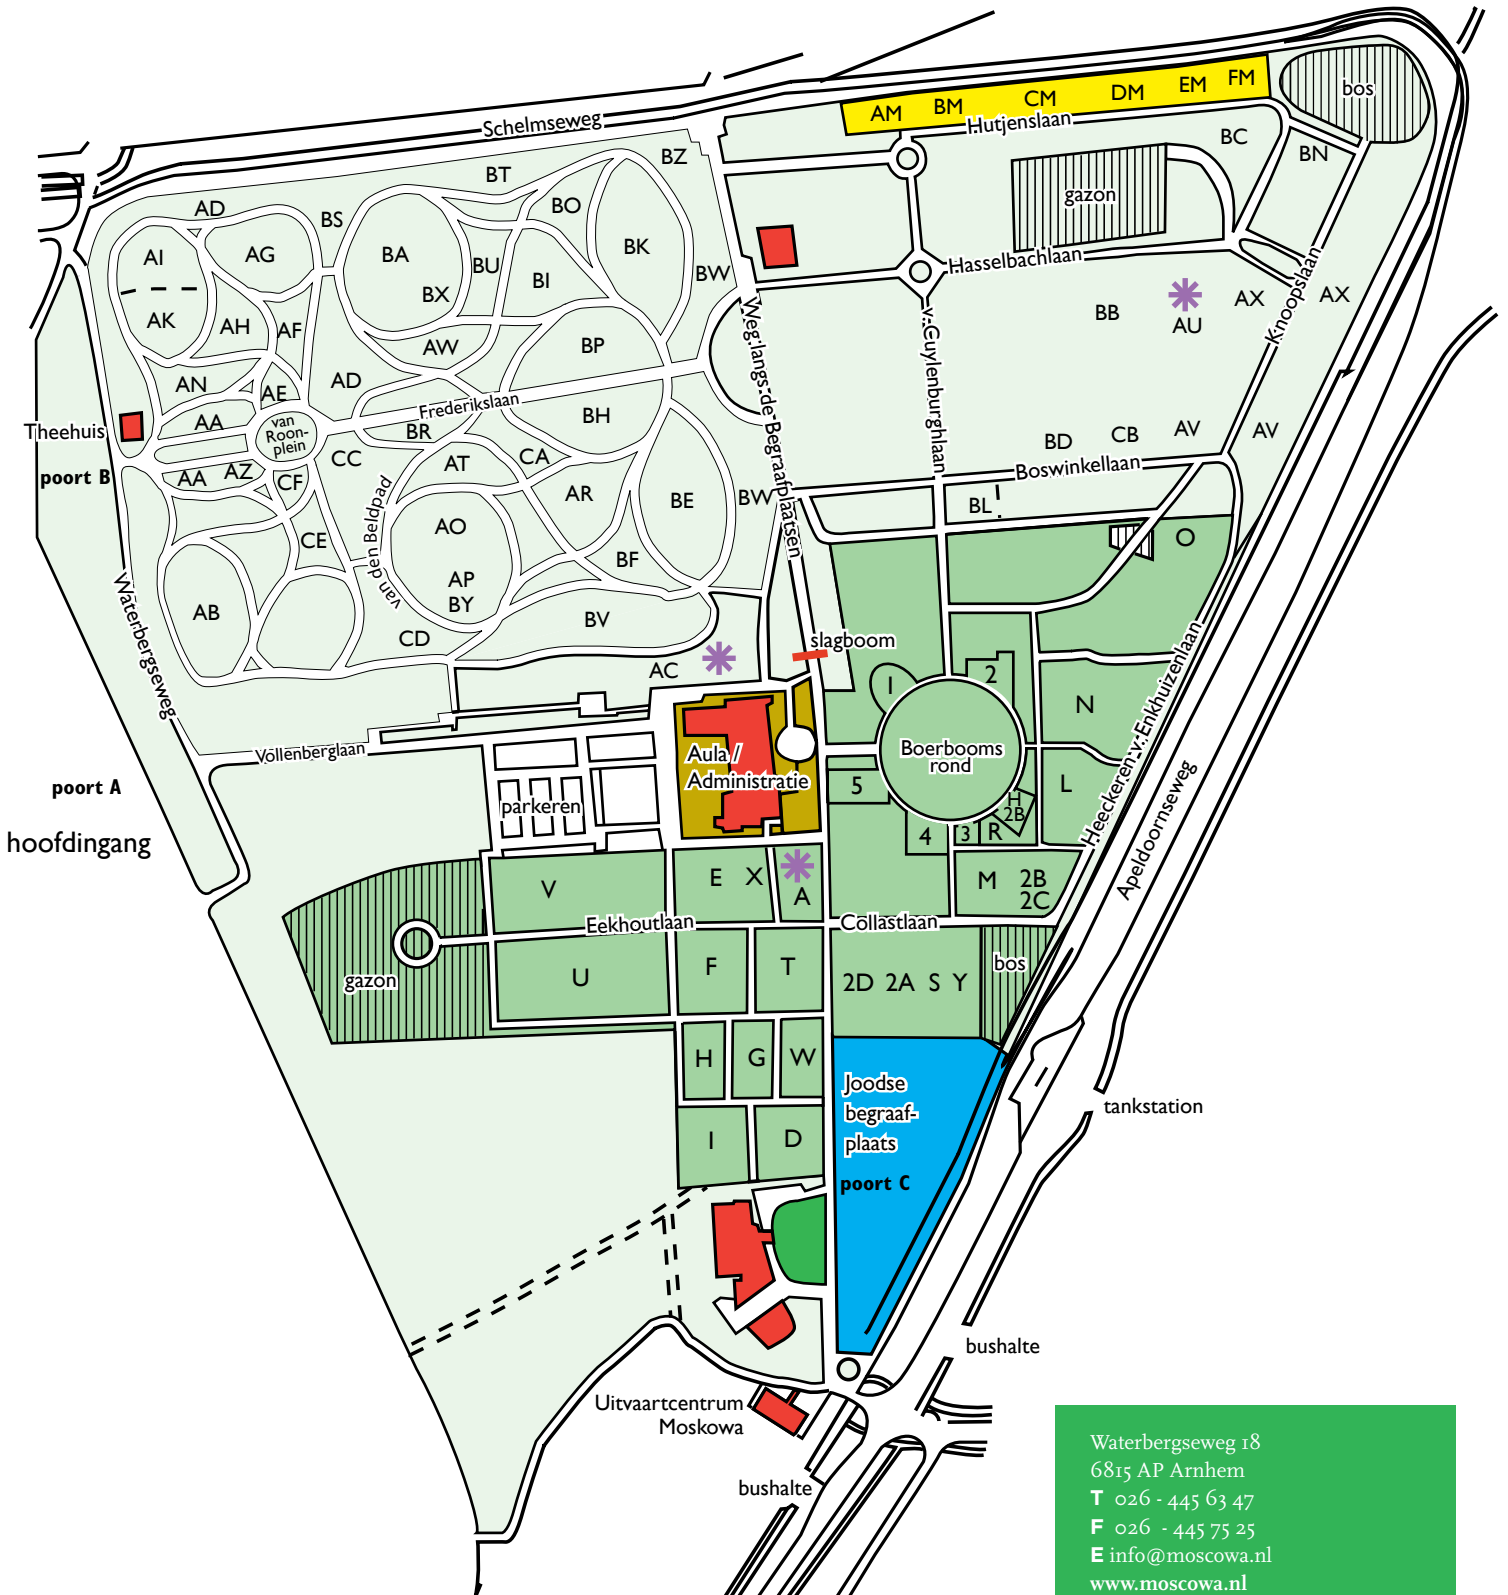 Schelmseweg
AM
BM
CM
DM
EM
FM
bos
Hutjenslaan
BC
BN
BZ
BT
BO
BS
AD
AI
AG
BA
BU
BX
BI
BK
BW
gazon
Hasselbachlaan
AX
AX
AU
BB
Knoopslaan
AK
AH
AF
AW
BP
Weg langs de Begraafplaatsen
v. Cuylenburghlaan
AN
AE
AD
Frederikslaan
AA
van
Roon-
plein
Theehuis
BR
BH
BD
CB
AV
AV
Boswinkellaan
poort B
AA
AZ
CF
CC
AT
CA
AR
BE
BW
BL
O
CE
AO
AP
BY
van den Beldpad
BF
AB
CD
BV
Waterbergseweg
slagboom
AC
1
2
N
Heeckeren v. Enkhuizenlaan
Boerbooms
rond
Vollenberglaan
Aula /
Administratie
5
L
H
2B
R
3
4
poort A
parkeren
hoofdingang
Apeldoornseweg
V
E
X
A
M
2B
2C
Eekhoutlaan
Collastlaan
gazon
U
F
T
2D 2A S Y
bos
H
G
W
Joodse
begraaf-
plaats
tankstation
I
D
poort C
bushalte
Uitvaartcentrum
Moskowa
bushalte
Waterbergseweg 18
6815 AP Arnhem
T 026 - 445 63 47
F 026 - 445 75 25
E info@moscowa.nl
www.moscowa.nl